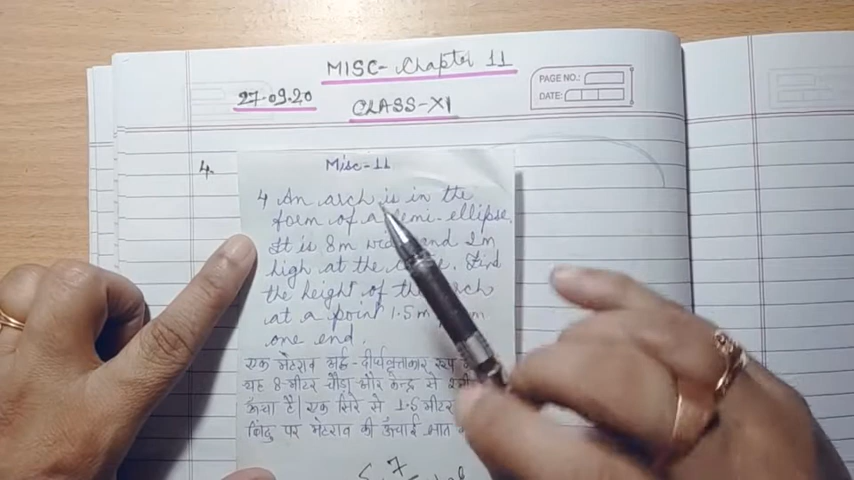 MISC- Chapter 11
PAGE NO.:
DATE:
27.09.20
CLASS-XI
4.
Misc-11
4 An arch is in the
form of a semi-ellipse.
It is 8m and 2m
high at the Find
the height of the arch
at a point 1.5m
one end.
एक मेहराब अर्द्ध-दीर्घवृत्ताकार रूप
यह 8 मीटर चौड़ा और केन्द्र से
ऊँचा है| एक सिरे से 1.5 मीटर
बिंदु पर मेहराब की ऊँचाई ज्ञात